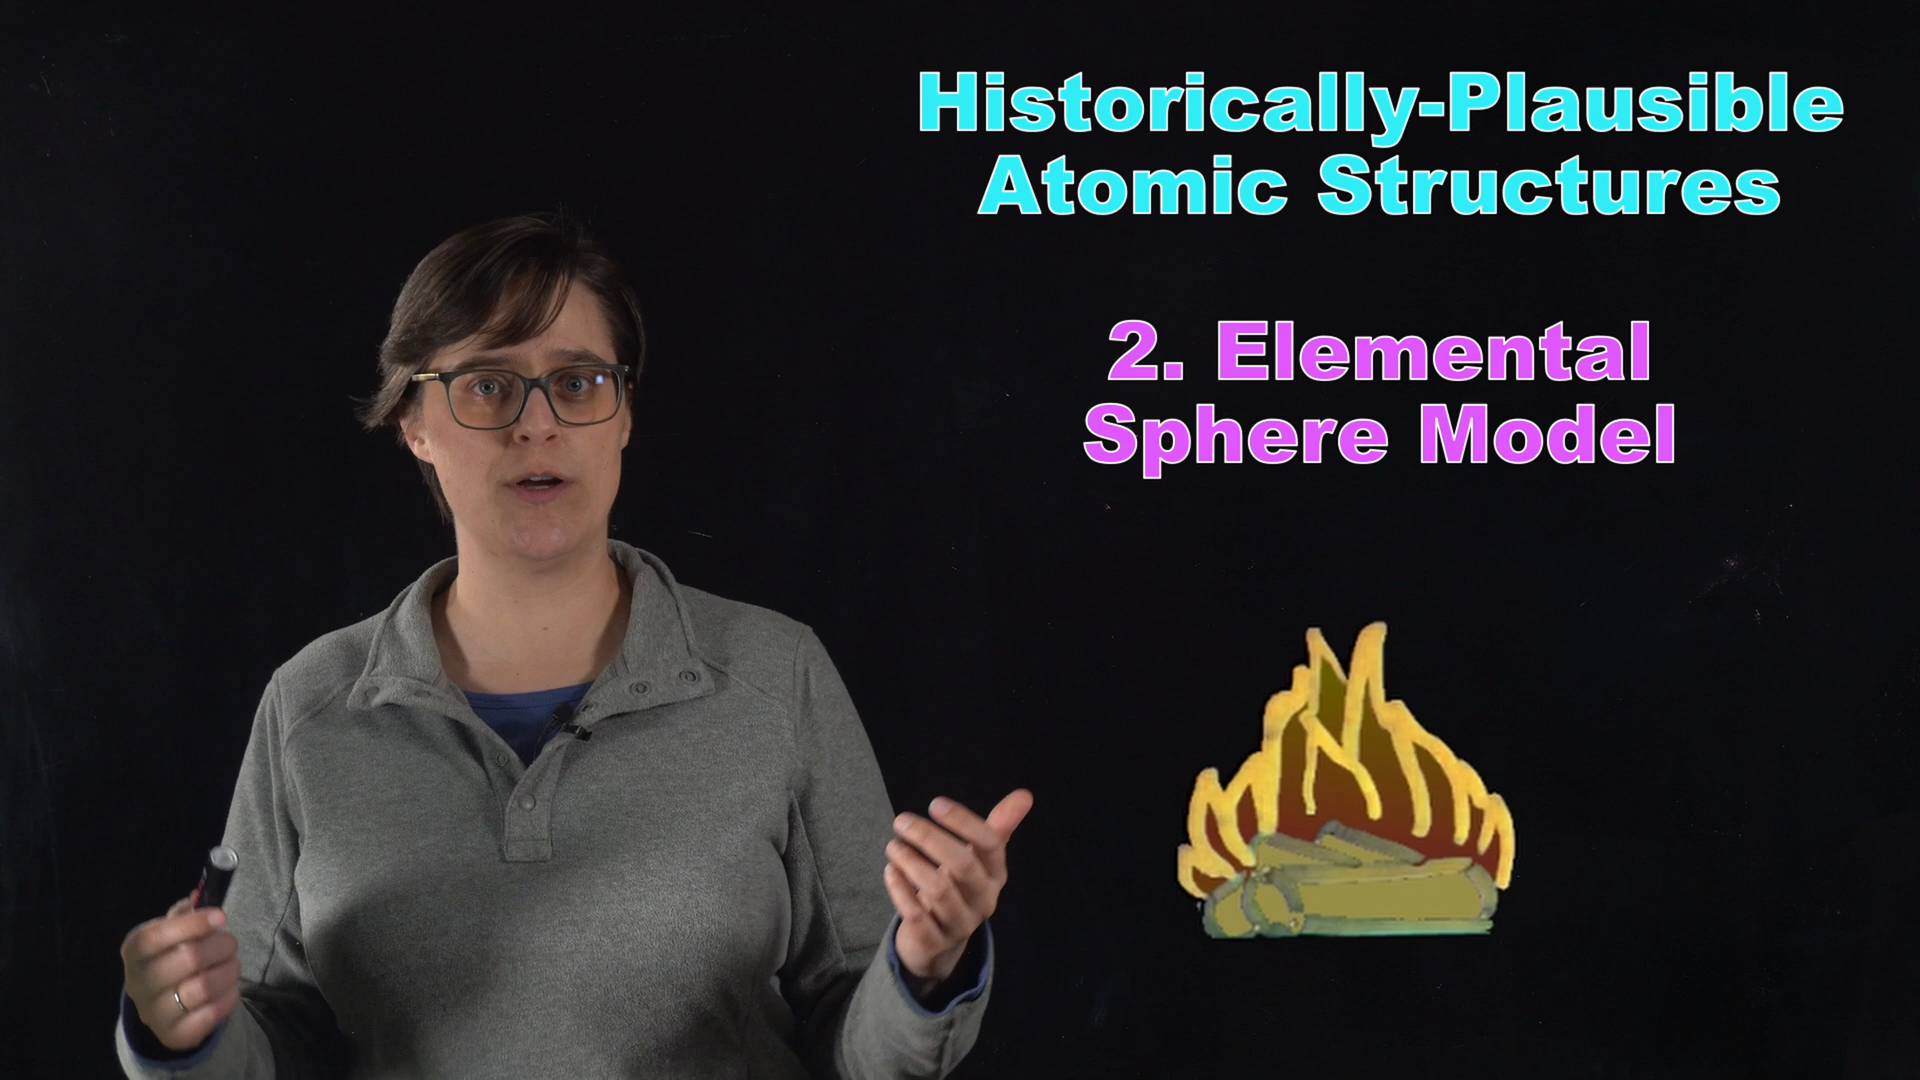 Historically-Plausible
Atomic Structures
2. Elemental
Sphere Model